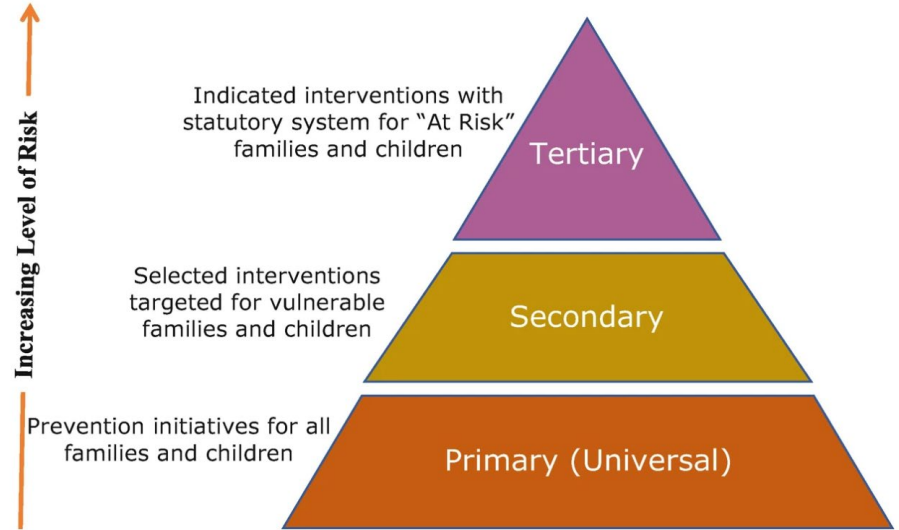 Increasing Level of Risk
Indicated interventions with
statutory system for “At Risk”
families and children
Tertiary
Selected interventions
targeted for vulnerable
families and children
Secondary
Prevention initiatives for all
families and children
Primary (Universal)